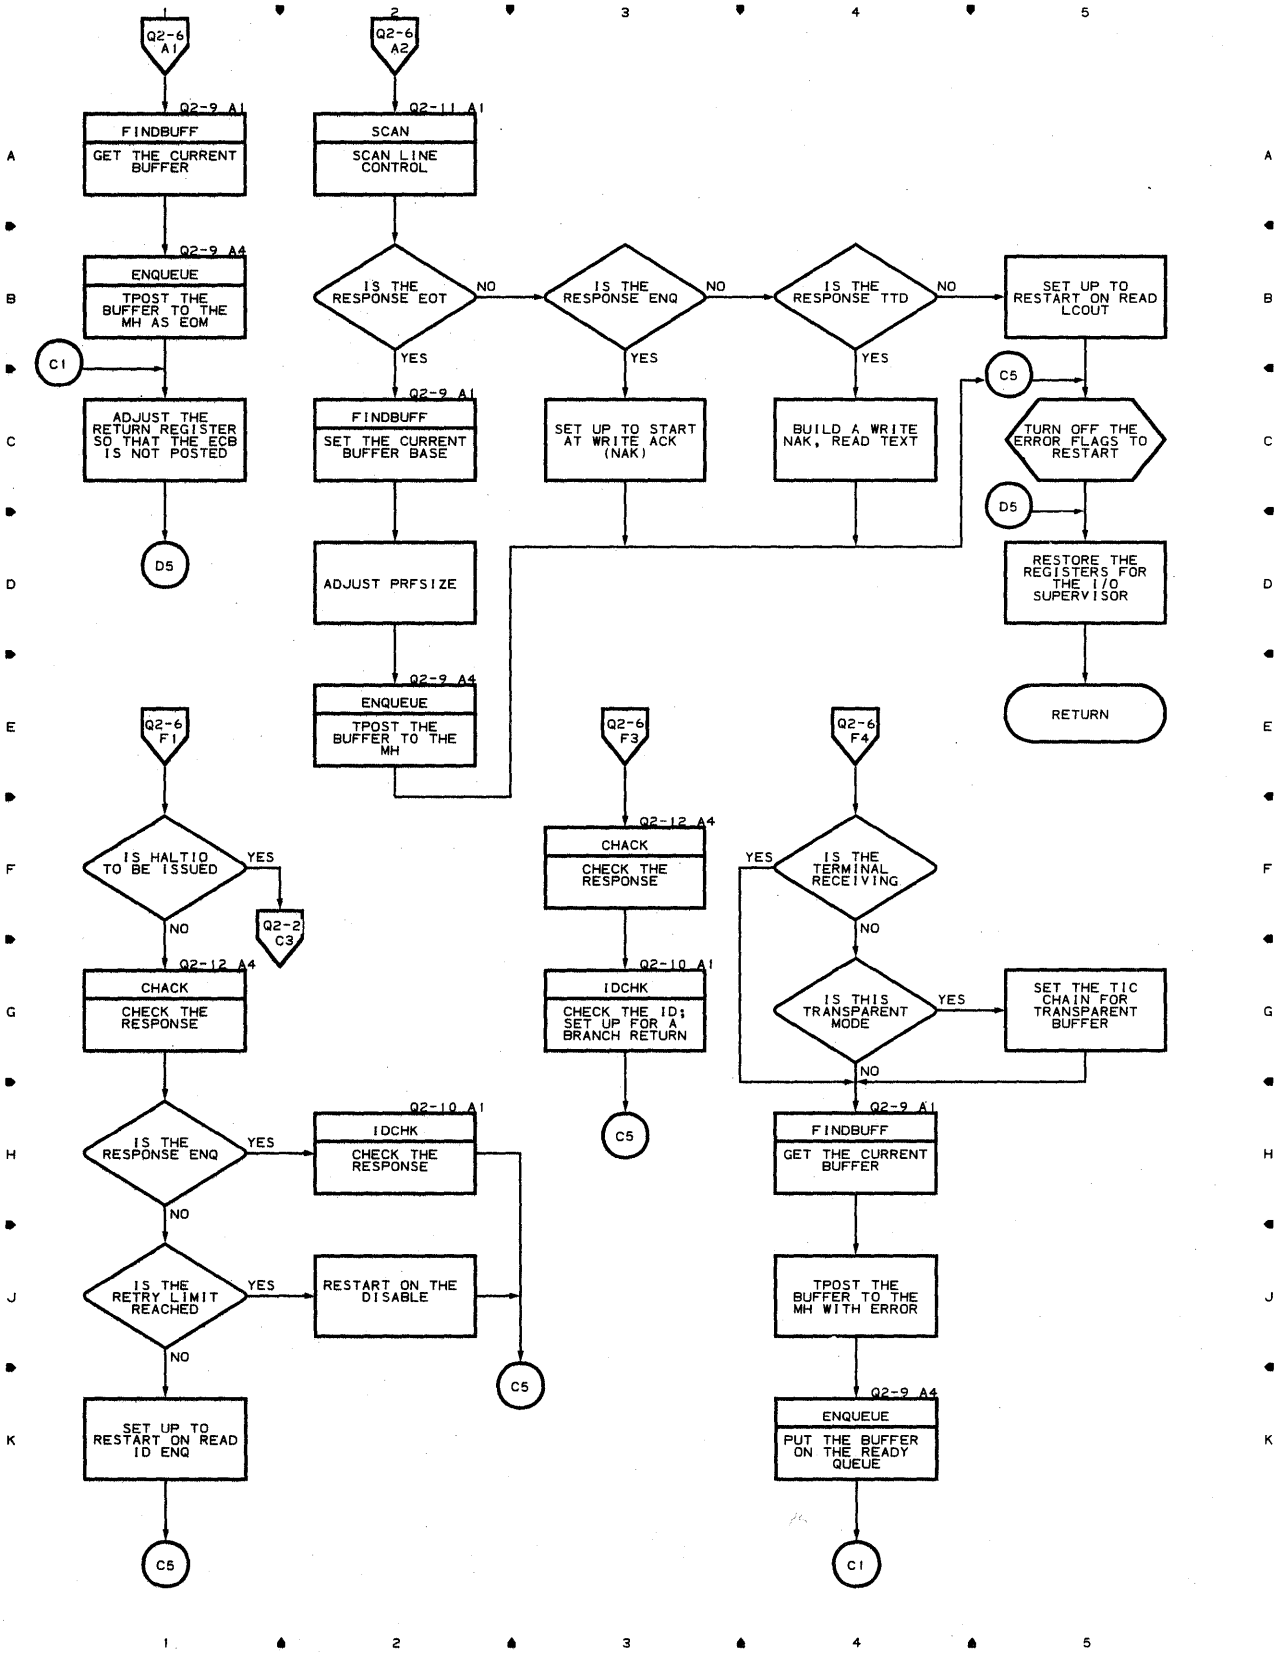 1 2 3 4 5
Q2-6
A1
Q2-6
A2
Q2-9 A1
FINDBUFF
GET THE CURRENT
BUFFER
Q2-11 A1
SCAN
SCAN LINE
CONTROL
A
A
Q2-9 A4
ENQUEUE
TPOST THE
BUFFER TO THE
MH AS EOM
IS THE
RESPONSE EOT
NO
YES
IS THE
RESPONSE ENQ
NO
YES
IS THE
RESPONSE TTD
NO
YES
SET UP TO
RESTART ON READ
LCOUT
B
B
C1
C5
ADJUST THE
RETURN REGISTER
SO THAT THE ECB
IS NOT POSTED
Q2-9 A1
FINDBUFF
SET THE CURRENT
BUFFER BASE
SET UP TO START
AT WRITE ACK
(NAK)
BUILD A WRITE
NAK, READ TEXT
TURN OFF THE
ERROR FLAGS TO
RESTART
C
C
D5
D5
ADJUST PRFSIZE
RESTORE THE
REGISTERS FOR
THE I/O
SUPERVISOR
D
D
Q2-9 A4
ENQUEUE
TPOST THE
BUFFER TO THE
MH
Q2-6
F1
Q2-6
F3
Q2-6
F4
RETURN
E
E
IS HALTIO
TO BE ISSUED
YES
NO
Q2-2
C3
Q2-12 A4
CHACK
CHECK THE
RESPONSE
YES
IS THE
TERMINAL
RECEIVING
NO
F
F
Q2-12 A4
CHACK
CHECK THE
RESPONSE
Q2-10 A1
IDCHK
CHECK THE ID;
SET UP FOR A
BRANCH RETURN
IS THIS
TRANSPARENT
MODE
YES
NO
SET THE TIC
CHAIN FOR
TRANSPARENT
BUFFER
G
G
IS THE
RESPONSE ENQ
YES
NO
Q2-10 A1
IDCHK
CHECK THE
RESPONSE
C5
Q2-9 A1
FINDBUFF
GET THE CURRENT
BUFFER
H
H
IS THE
RETRY LIMIT
REACHED
YES
NO
RESTART ON THE
DISABLE
TPOST THE
BUFFER TO THE
MH WITH ERROR
J
J
C5
SET UP TO
RESTART ON READ
ID ENQ
Q2-9 A4
ENQUEUE
PUT THE BUFFER
ON THE READY
QUEUE
K
K
C5
C1
1 2 3 4 5